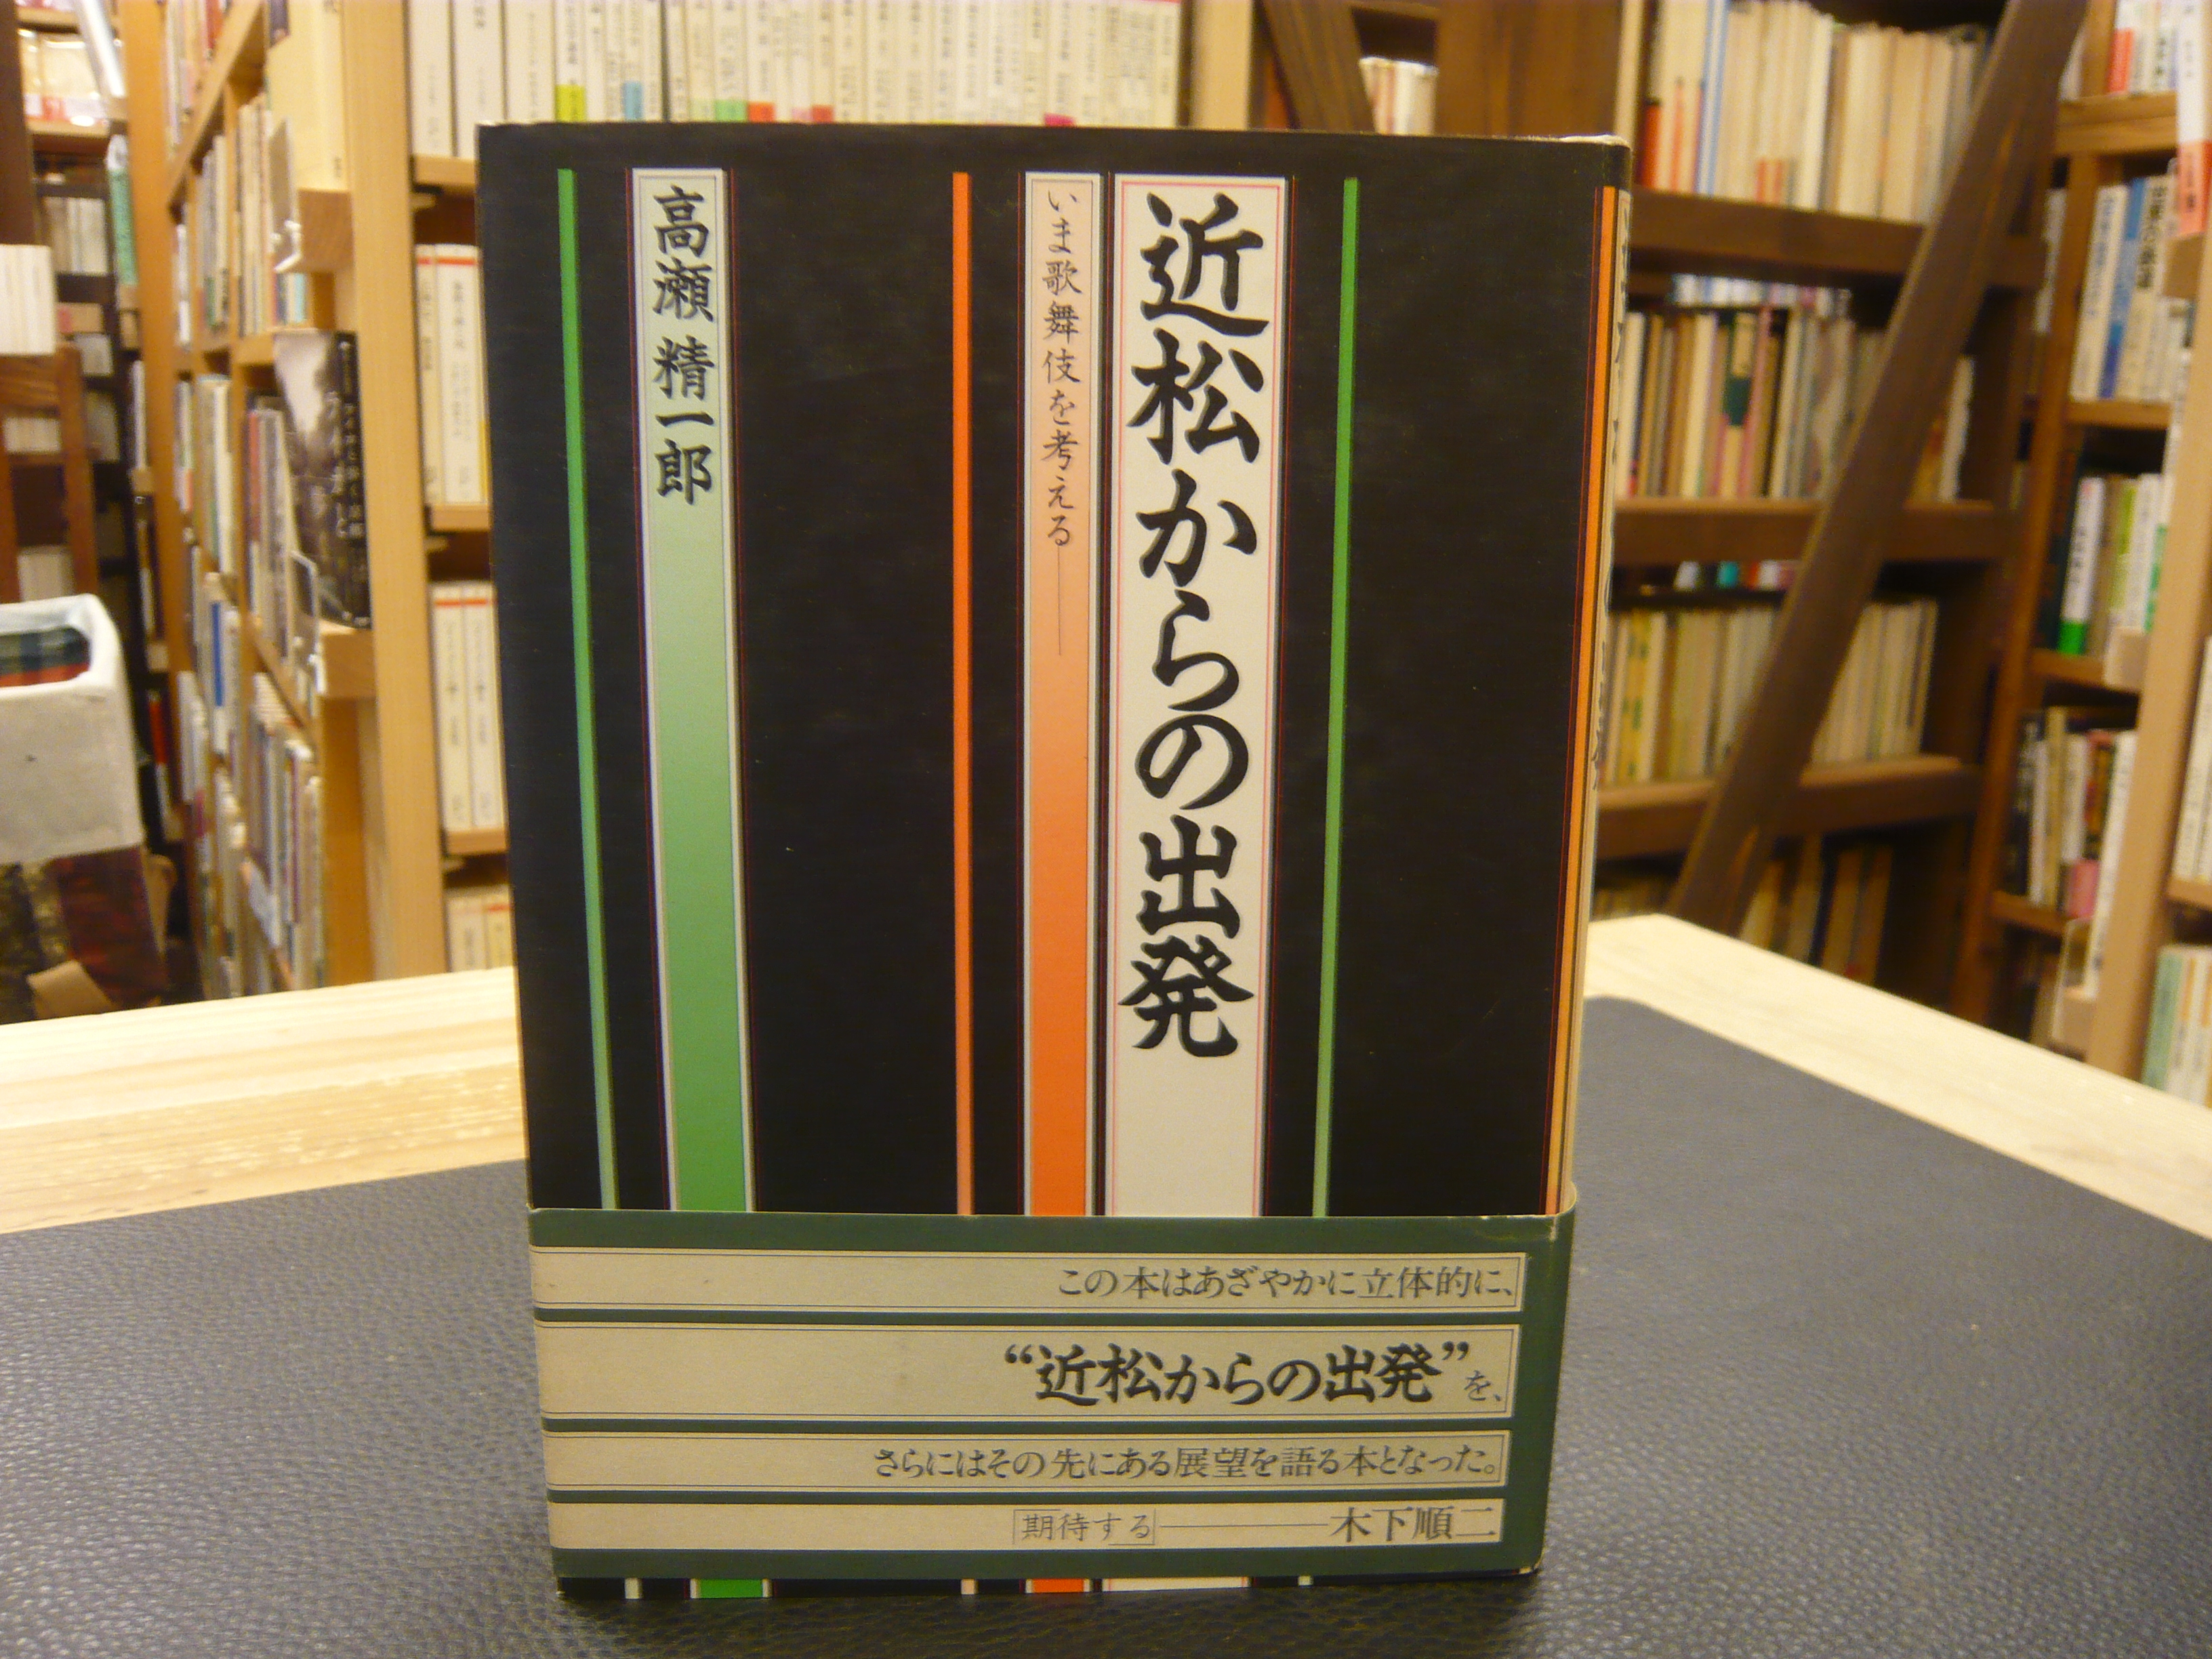 近松からの出発
いま歌舞伎を考える――
高瀬精一郎
この本はあざやかに立体的に、
“近松からの出発”を、
さらにはその先にある展望を語る本となった。
期待する――木下順二